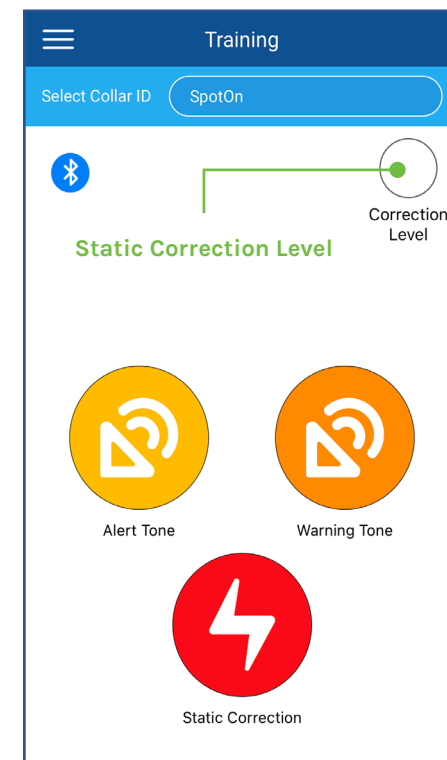 Training
Select Collar ID
SpotOn
Correction
Level
Static Correction Level
Alert Tone
Warning Tone
Static Correction